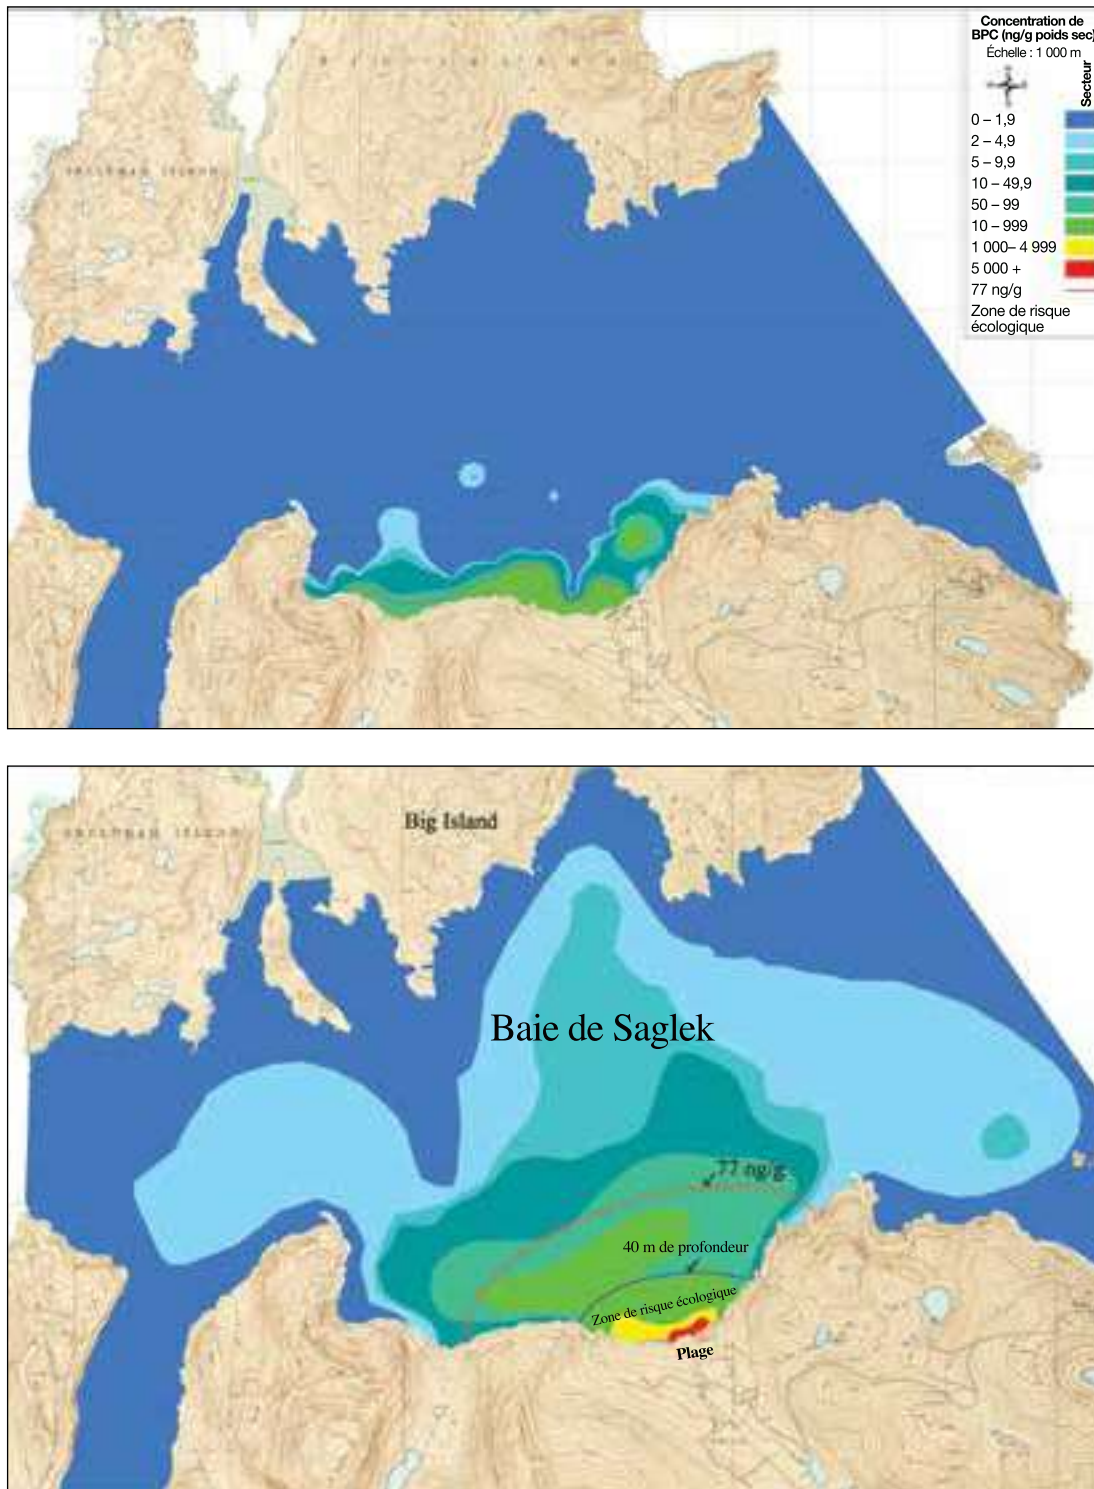 Concentration de
BPC (ng/g poids sec)
Échelle : 1 000 m
Secteur
0 – 1,9
2 – 4,9
5 – 9,9
10 – 49,9
50 – 99
10 – 999
1 000– 4 999
5 000 +
77 ng/g
Zone de risque
écologique
Big Island
Baie de Saglek
77 ng/g
40 m de profondeur
Zone de risque écologique
Plage